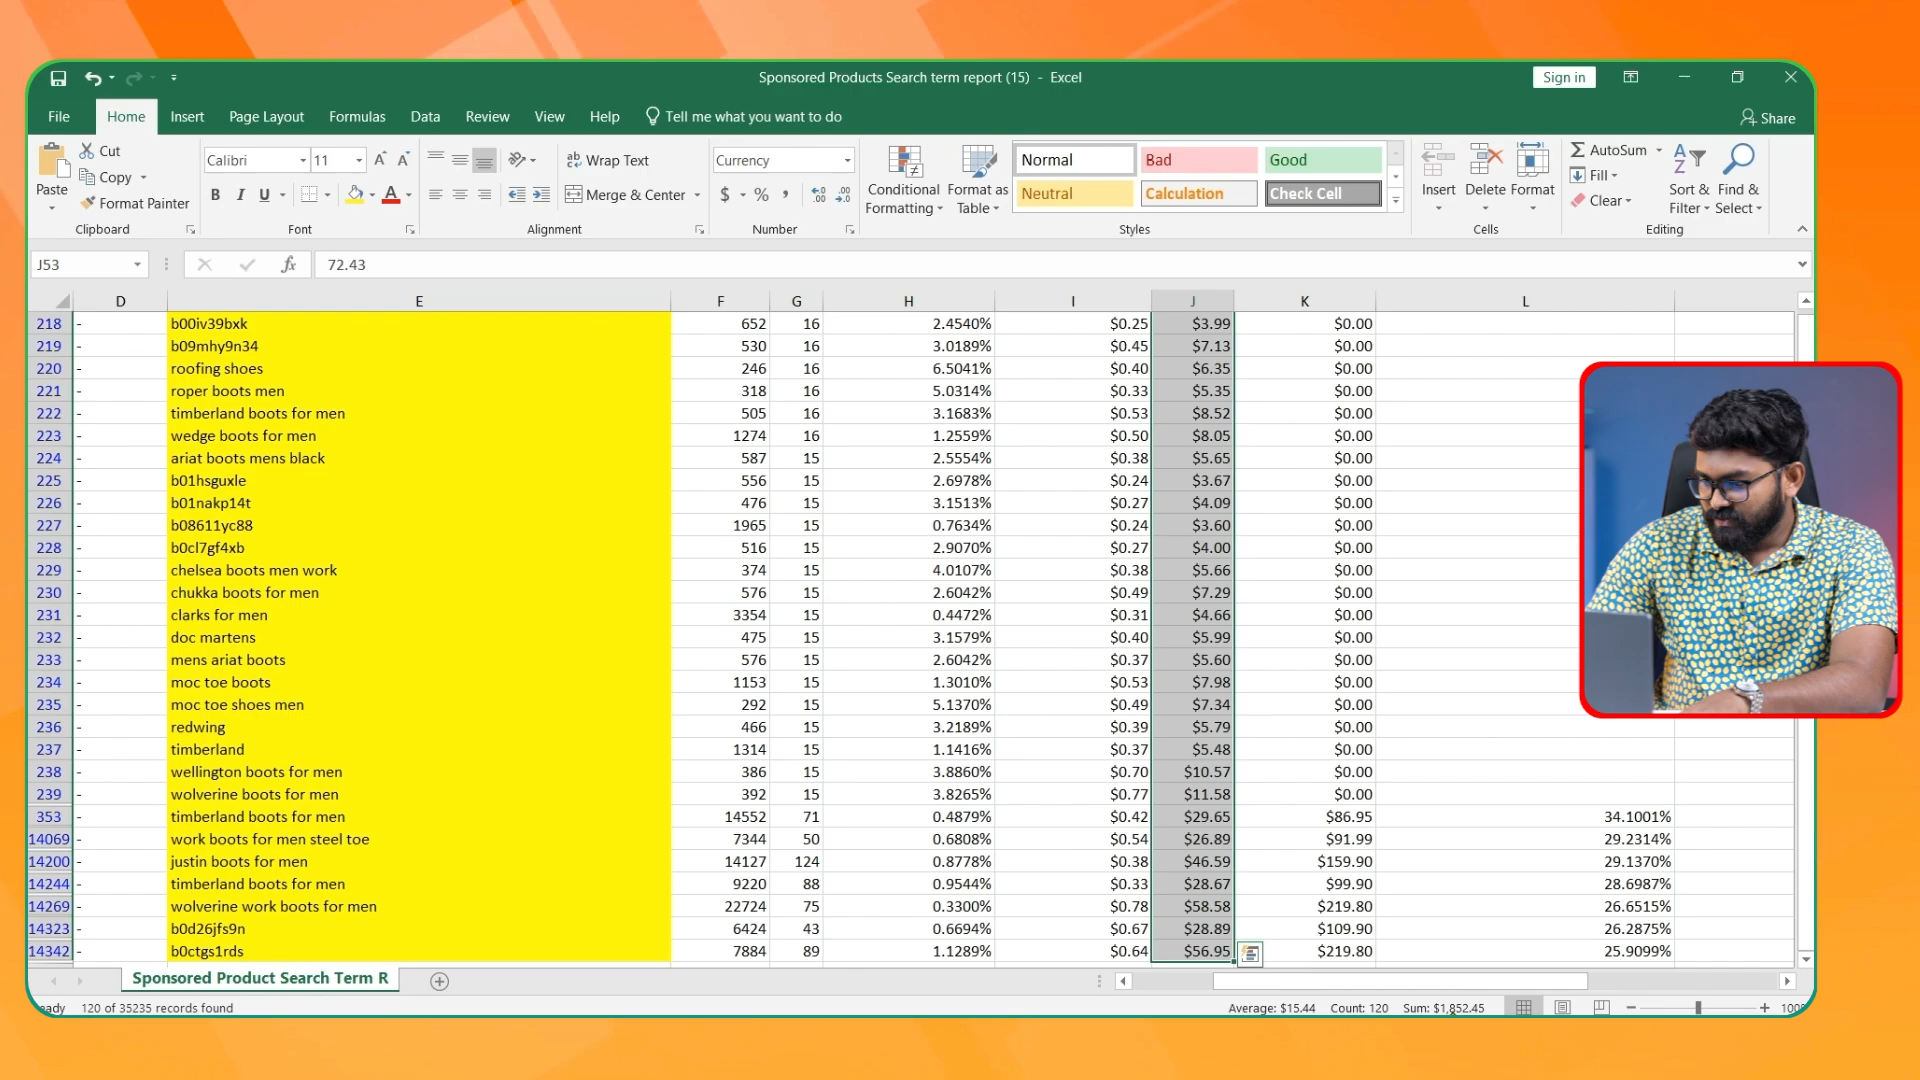 Sponsored Products Search term report (15) - Excel
Sign in
File Home Insert Page Layout Formulas Data Review View Help Tell me what you want to do Share
Paste Cut Copy Format Painter Clipboard
Calibri 11 B I U A Font
ab Wrap Text Merge & Center Alignment
Currency $ % , Number
Conditional Formatting Format as Table Normal Bad Good Neutral Calculation Check Cell Styles
Insert Delete Format Cells
AutoSum Fill Clear Sort & Filter Find & Select Editing
J53 fx 72.43
D E F G H I J K L
218 - b00iv39bxk 652 16 2.4540% $0.25 $3.99 $0.00
219 - b09mhy9n34 530 16 3.0189% $0.45 $7.13 $0.00
220 - roofing shoes 246 16 6.5041% $0.40 $6.35 $0.00
221 - roper boots men 318 16 5.0314% $0.33 $5.35 $0.00
222 - timberland boots for men 505 16 3.1683% $0.53 $8.52 $0.00
223 - wedge boots for men 1274 16 1.2559% $0.50 $8.05 $0.00
224 - ariat boots mens black 587 15 2.5554% $0.38 $5.65 $0.00
225 - b01hsguxle 556 15 2.6978% $0.24 $3.67 $0.00
226 - b01nakp14t 476 15 3.1513% $0.27 $4.09 $0.00
227 - b08611yc88 1965 15 0.7634% $0.24 $3.60 $0.00
228 - b0cl7gf4xb 516 15 2.9070% $0.27 $4.00 $0.00
229 - chelsea boots men work 374 15 4.0107% $0.38 $5.66 $0.00
230 - chukka boots for men 576 15 2.6042% $0.49 $7.29 $0.00
231 - clarks for men 3354 15 0.4472% $0.31 $4.66 $0.00
232 - doc martens 475 15 3.1579% $0.40 $5.99 $0.00
233 - mens ariat boots 576 15 2.6042% $0.37 $5.60 $0.00
234 - moc toe boots 1153 15 1.3010% $0.53 $7.98 $0.00
235 - moc toe shoes men 292 15 5.1370% $0.49 $7.34 $0.00
236 - redwing 466 15 3.2189% $0.39 $5.79 $0.00
237 - timberland 1314 15 1.1416% $0.37 $5.48 $0.00
238 - wellington boots for men 386 15 3.8860% $0.70 $10.57 $0.00
239 - wolverine boots for men 392 15 3.8265% $0.77 $11.58 $0.00
353 - timberland boots for men 14552 71 0.4879% $0.42 $29.65 $86.95 34.1001%
14069 - work boots for men steel toe 7344 50 0.6808% $0.54 $26.89 $91.99 29.2314%
14200 - justin boots for men 14127 124 0.8778% $0.38 $46.59 $159.90 29.1370%
14244 - timberland boots for men 9220 88 0.9544% $0.33 $28.67 $99.90 28.6987%
14269 - wolverine work boots for men 22724 75 0.3300% $0.78 $58.58 $219.80 26.6515%
14323 - b0d26jfs9n 6424 43 0.6694% $0.67 $28.89 $109.90 26.2875%
14342 - b0ctgs1rds 7884 89 1.1289% $0.64 $56.95 $219.80 25.9099%
Sponsored Product Search Term R
eady 120 of 35235 records found Average: $15.44 Count: 120 Sum: $1,852.45 100